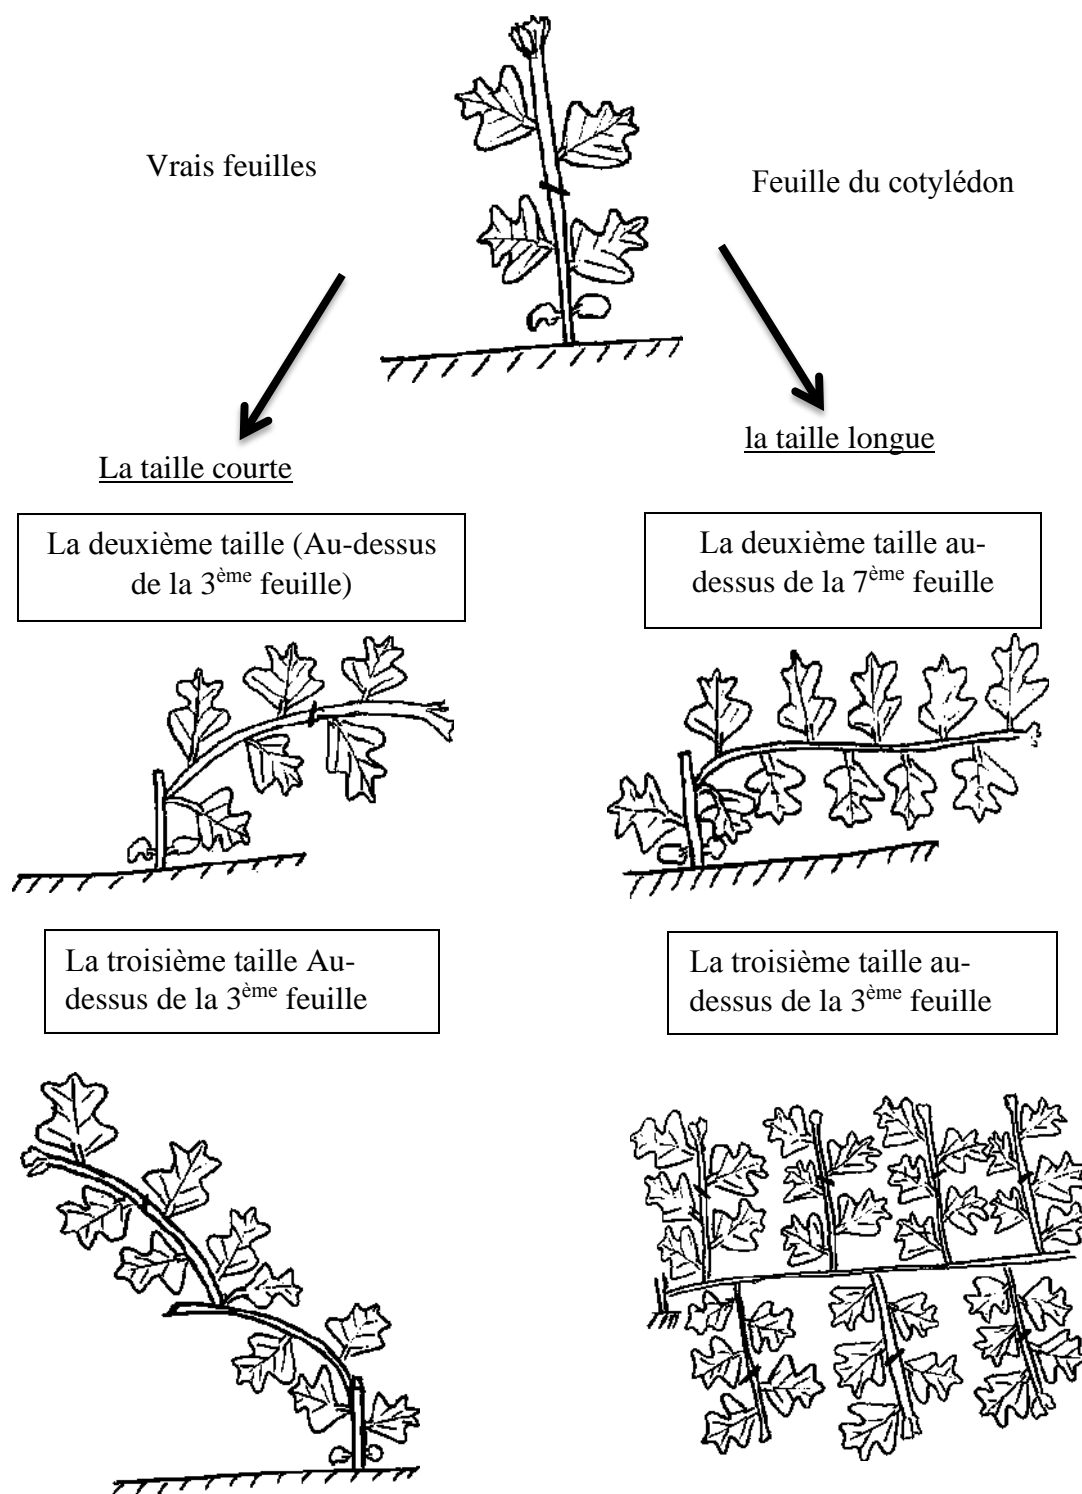 Vrais feuilles
Feuille du cotylédon
La taille courte
la taille longue
La deuxième taille (Au-dessus
de la 3ème feuille)
La deuxième taille au-
dessus de la 7ème feuille
La troisième taille Au-
dessus de la 3ème feuille
La troisième taille au-
dessus de la 3ème feuille